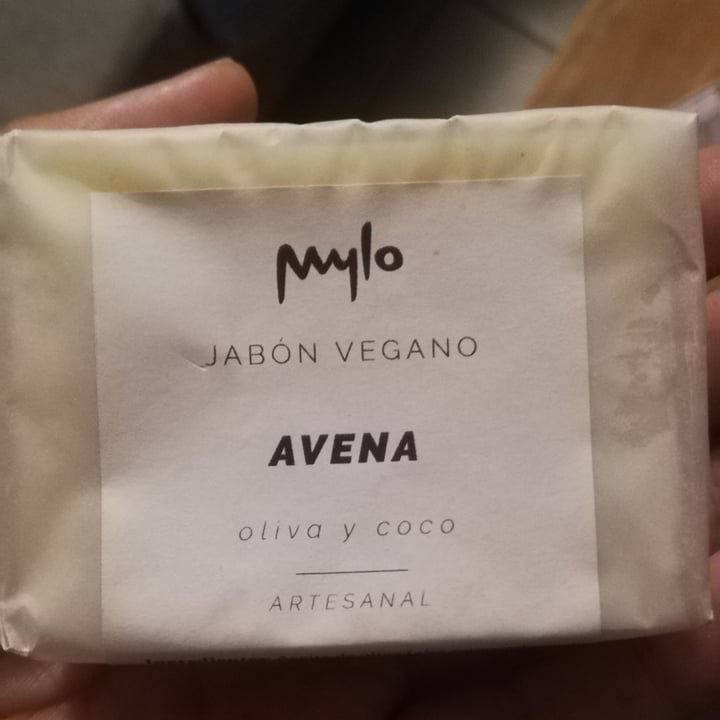 mylo
JABÓN VEGANO
AVENA
oliva y coco
ARTESANAL